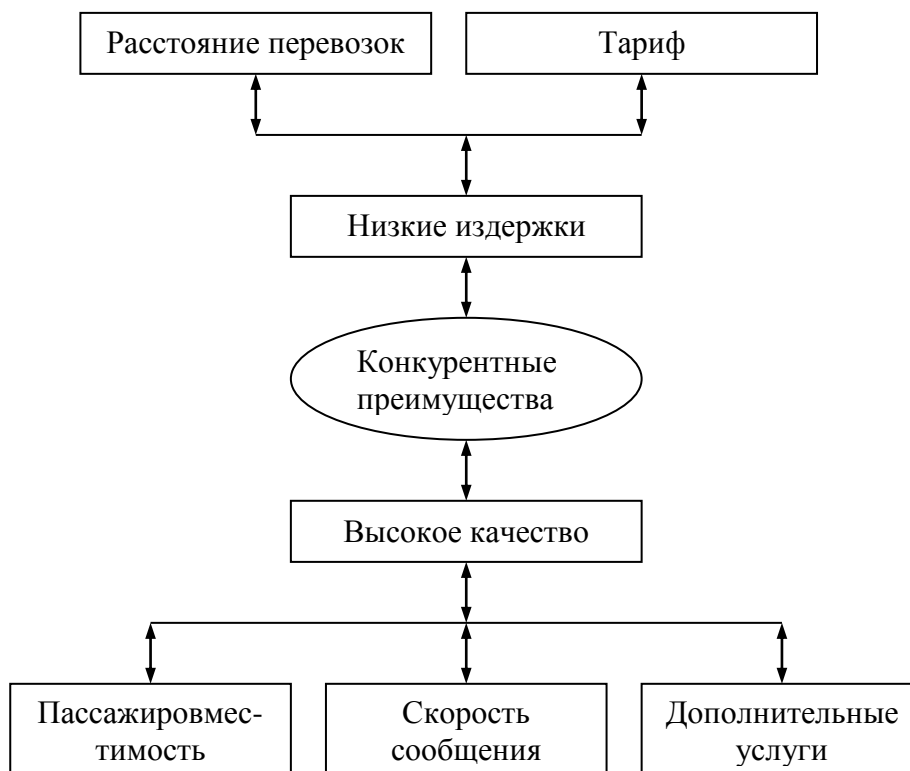 Расстояние перевозок
Тариф
Низкие издержки
Конкурентные
преимущества
Высокое качество
Пассажировмес-
тимость
Скорость
сообщения
Дополнительные
услуги